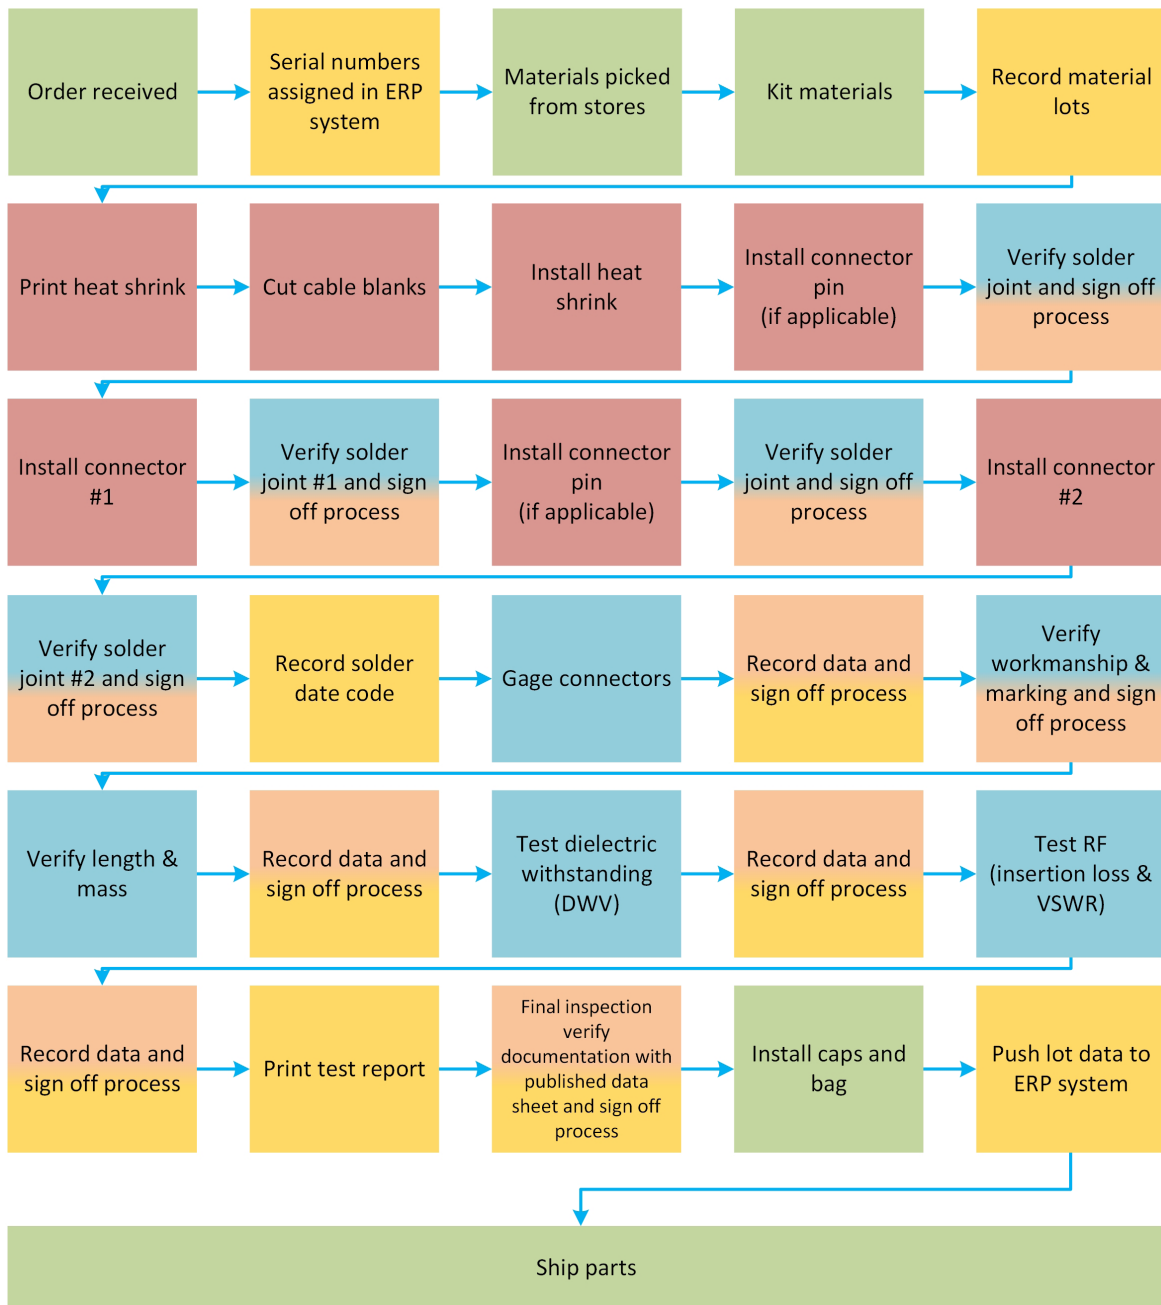 Order received
Serial numbers
assigned in ERP
system
Materials picked
from stores
Kit materials
Record material
lots
Print heat shrink
Cut cable blanks
Install heat
shrink
Install connector
pin
(if applicable)
Verify solder
joint and sign off
process
Install connector
#1
Verify solder
joint #1 and sign
off process
Install connector
pin
(if applicable)
Verify solder
joint and sign off
process
Install connector
#2
Verify solder
joint #2 and sign
off process
Record solder
date code
Gage connectors
Record data and
sign off process
Verify
workmanship &
marking and sign
off process
Verify length &
mass
Record data and
sign off process
Test dielectric
withstanding
(DWV)
Record data and
sign off process
Test RF
(insertion loss &
VSWR)
Record data and
sign off process
Print test report
Final inspection
verify
documentation with
published data
sheet and sign off
process
Install caps and
bag
Push lot data to
ERP system
Ship parts